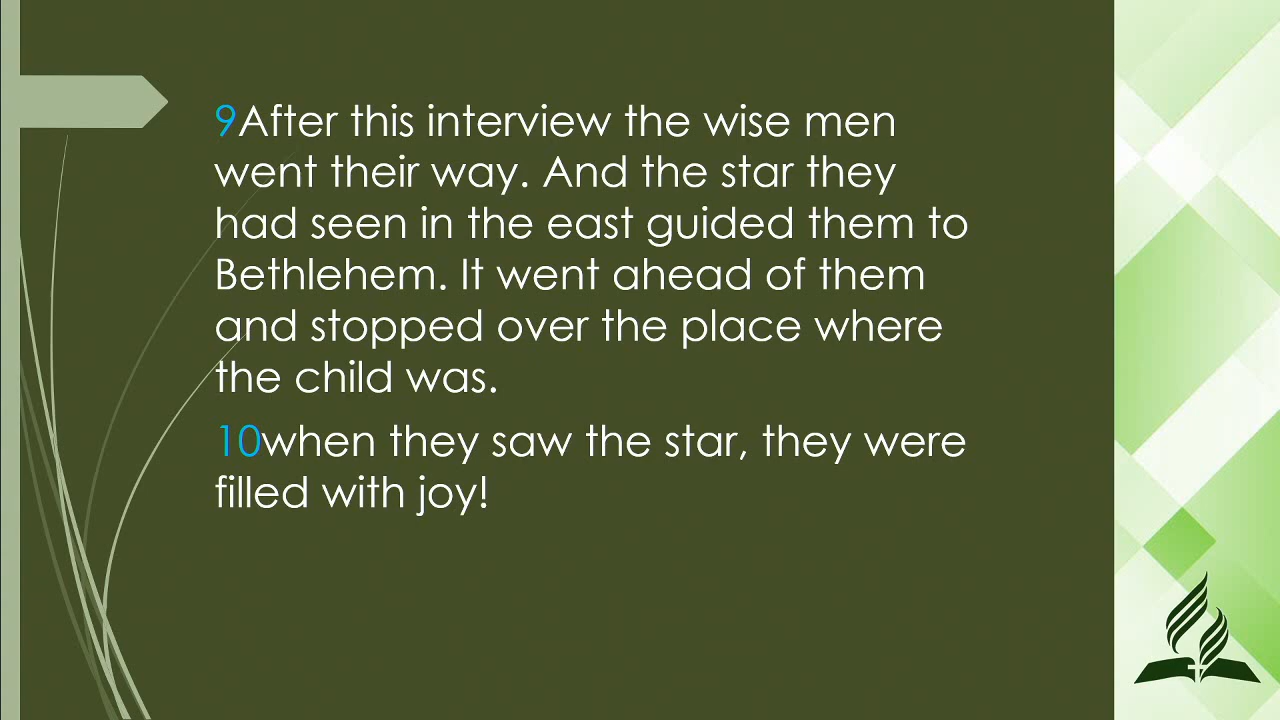 9After this interview the wise men
went their way. And the star they
had seen in the east guided them to
Bethlehem. It went ahead of them
and stopped over the place where
the child was.
10when they saw the star, they were
filled with joy!